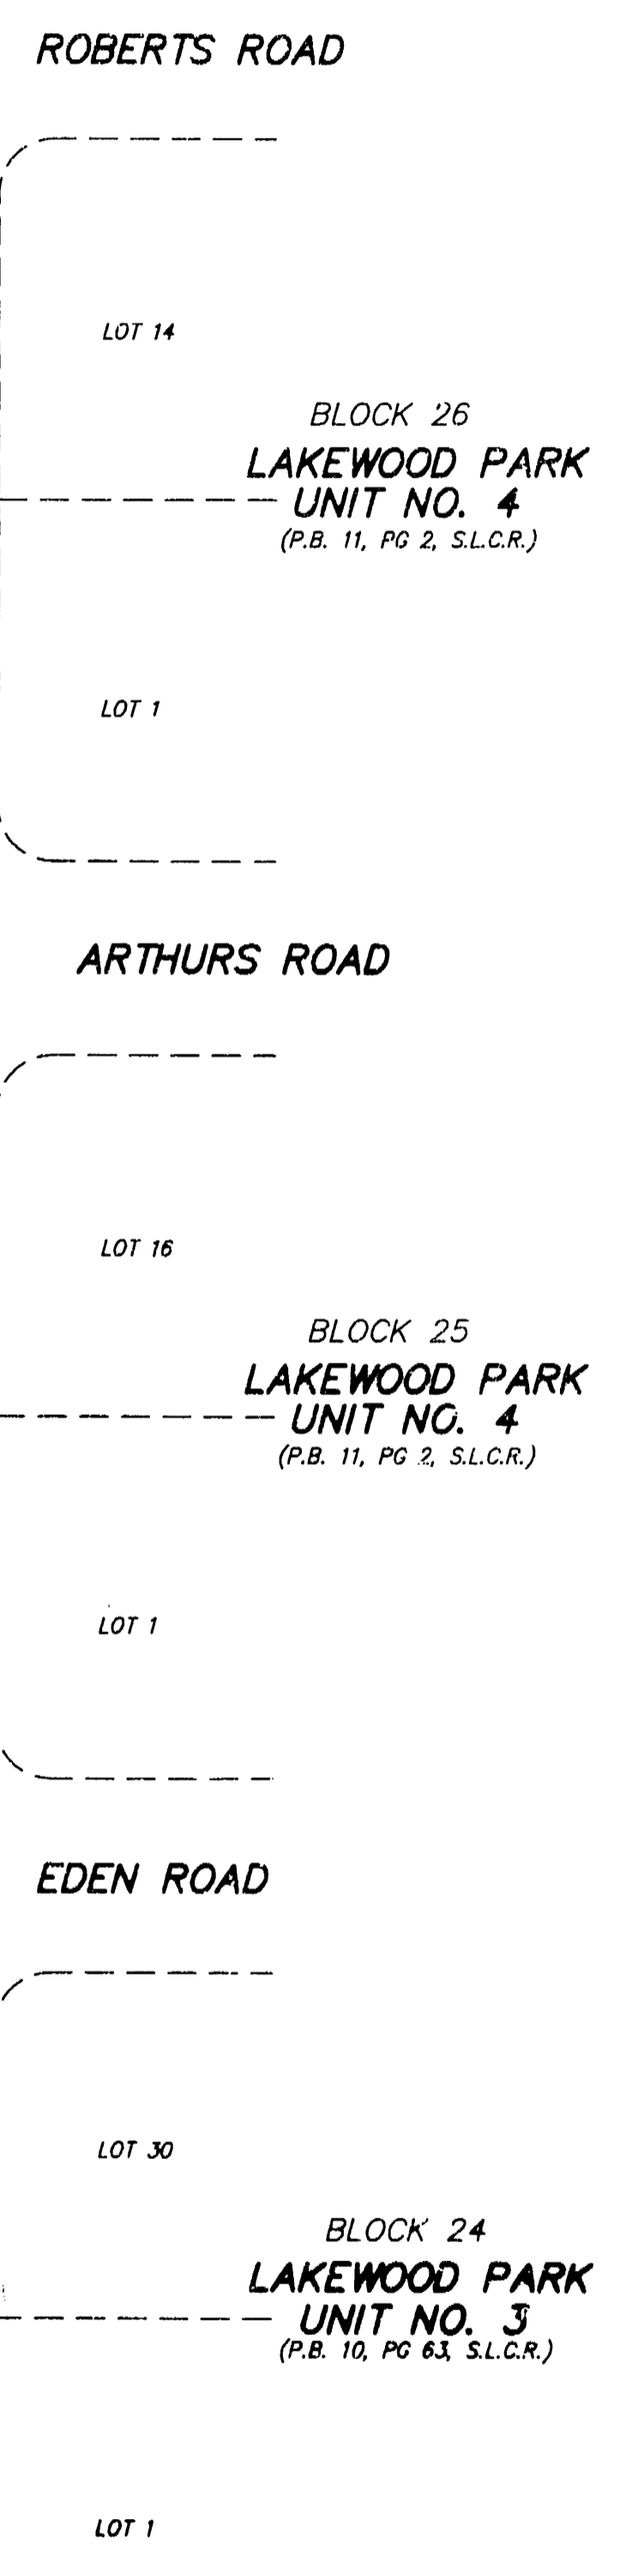 ROBERTS ROAD
LOT 14
BLOCK 26
LAKEWOOD PARK
UNIT NO. 4
(P.B. 11, PG 2, S.L.C.R.)
LOT 1
ARTHURS ROAD
LOT 16
BLOCK 25
LAKEWOOD PARK
UNIT NO. 4
(P.B. 11, PG 2, S.L.C.R.)
LOT 1
EDEN ROAD
LOT 30
BLOCK 24
LAKEWOOD PARK
UNIT NO. 3
(P.B. 10, PG 63, S.L.C.R.)
LOT 1